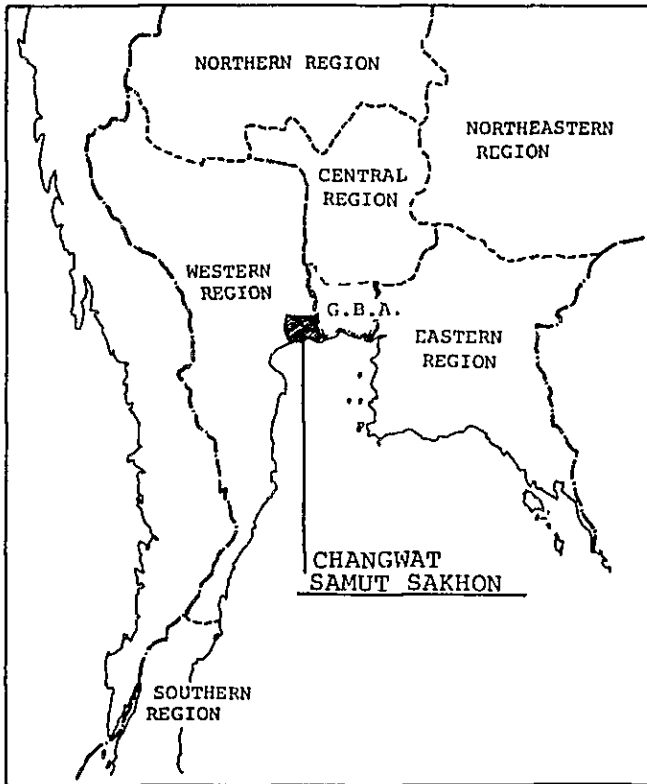 NORTHERN REGION
NORTHEASTERN
REGION
CENTRAL
REGION
WESTERN
REGION
G.B.A.
EASTERN
REGION
CHANGWAT
SAMUT SAKHON
SOUTHERN
REGION